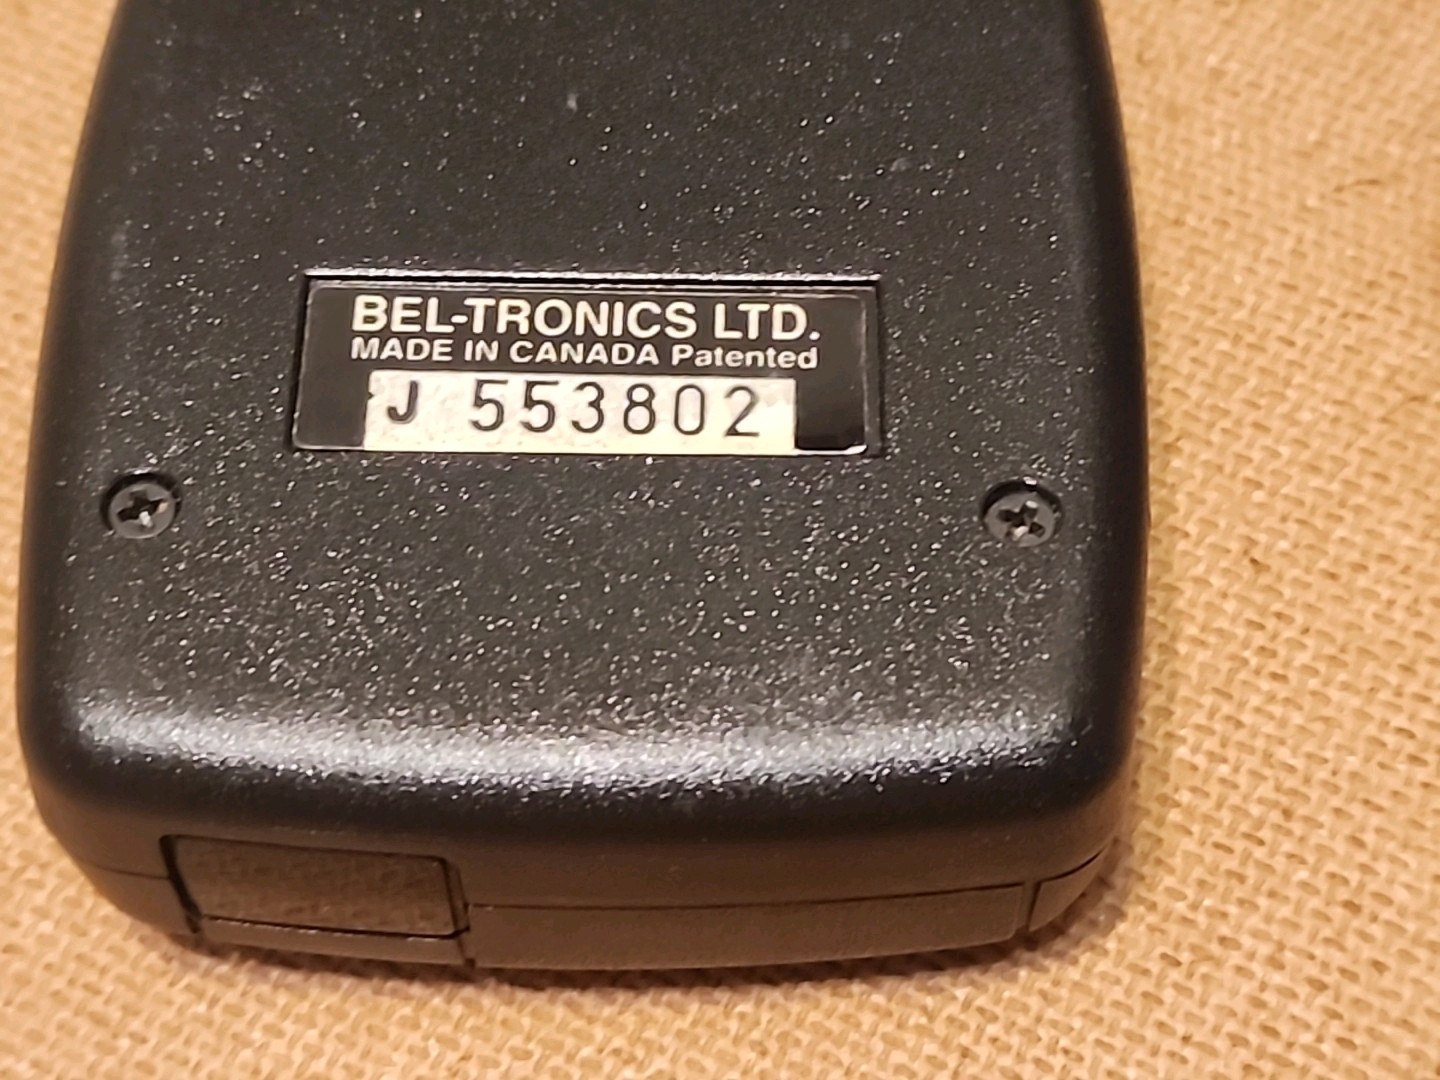 BEL-TRONICS LTD.
MADE IN CANADA Patented
J 553802